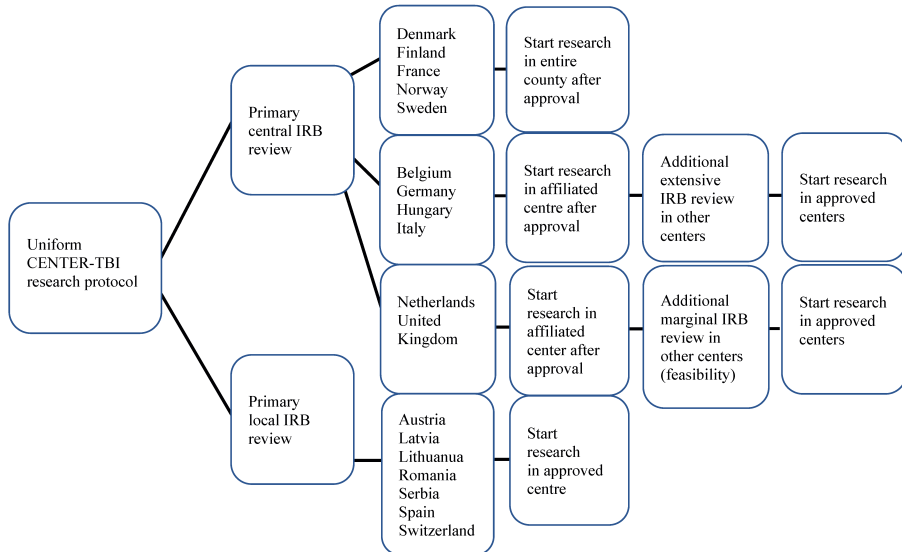 Uniform
CENTER-TBI
research protocol
Primary
central IRB
review
Denmark
Finland
France
Norway
Sweden
Start research
in entire
county after
approval
Belgium
Germany
Hungary
Italy
Start research
in affiliated
centre after
approval
Additional
extensive
IRB review
in other
centers
Start research
in approved
centers
Netherlands
United
Kingdom
Start
research in
affiliated
center after
approval
Additional
marginal IRB
review in
other centers
(feasibility)
Start research
in approved
centers
Primary
local IRB
review
Austria
Latvia
Lithuanua
Romania
Serbia
Spain
Switzerland
Start
research
in approved
centre